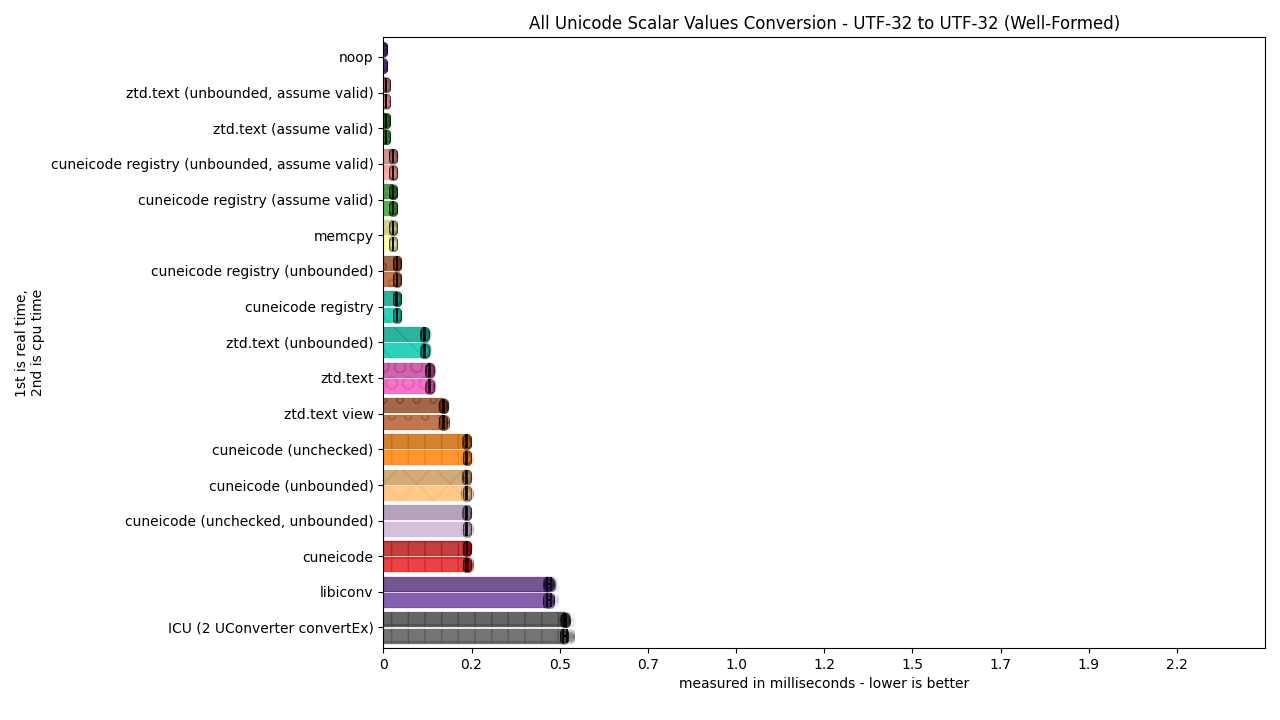 All Unicode Scalar Values Conversion - UTF-32 to UTF-32 (Well-Formed)
1st is real time,
2nd is cpu time
noop
ztd.text (unbounded, assume valid)
ztd.text (assume valid)
cuneicode registry (unbounded, assume valid)
cuneicode registry (assume valid)
memcpy
cuneicode registry (unbounded)
cuneicode registry
ztd.text (unbounded)
ztd.text
ztd.text view
cuneicode (unchecked)
cuneicode (unbounded)
cuneicode (unchecked, unbounded)
cuneicode
libiconv
ICU (2 UConverter convertEx)
0 0.2 0.5 0.7 1.0 1.2 1.5 1.7 1.9 2.2
measured in milliseconds - lower is better